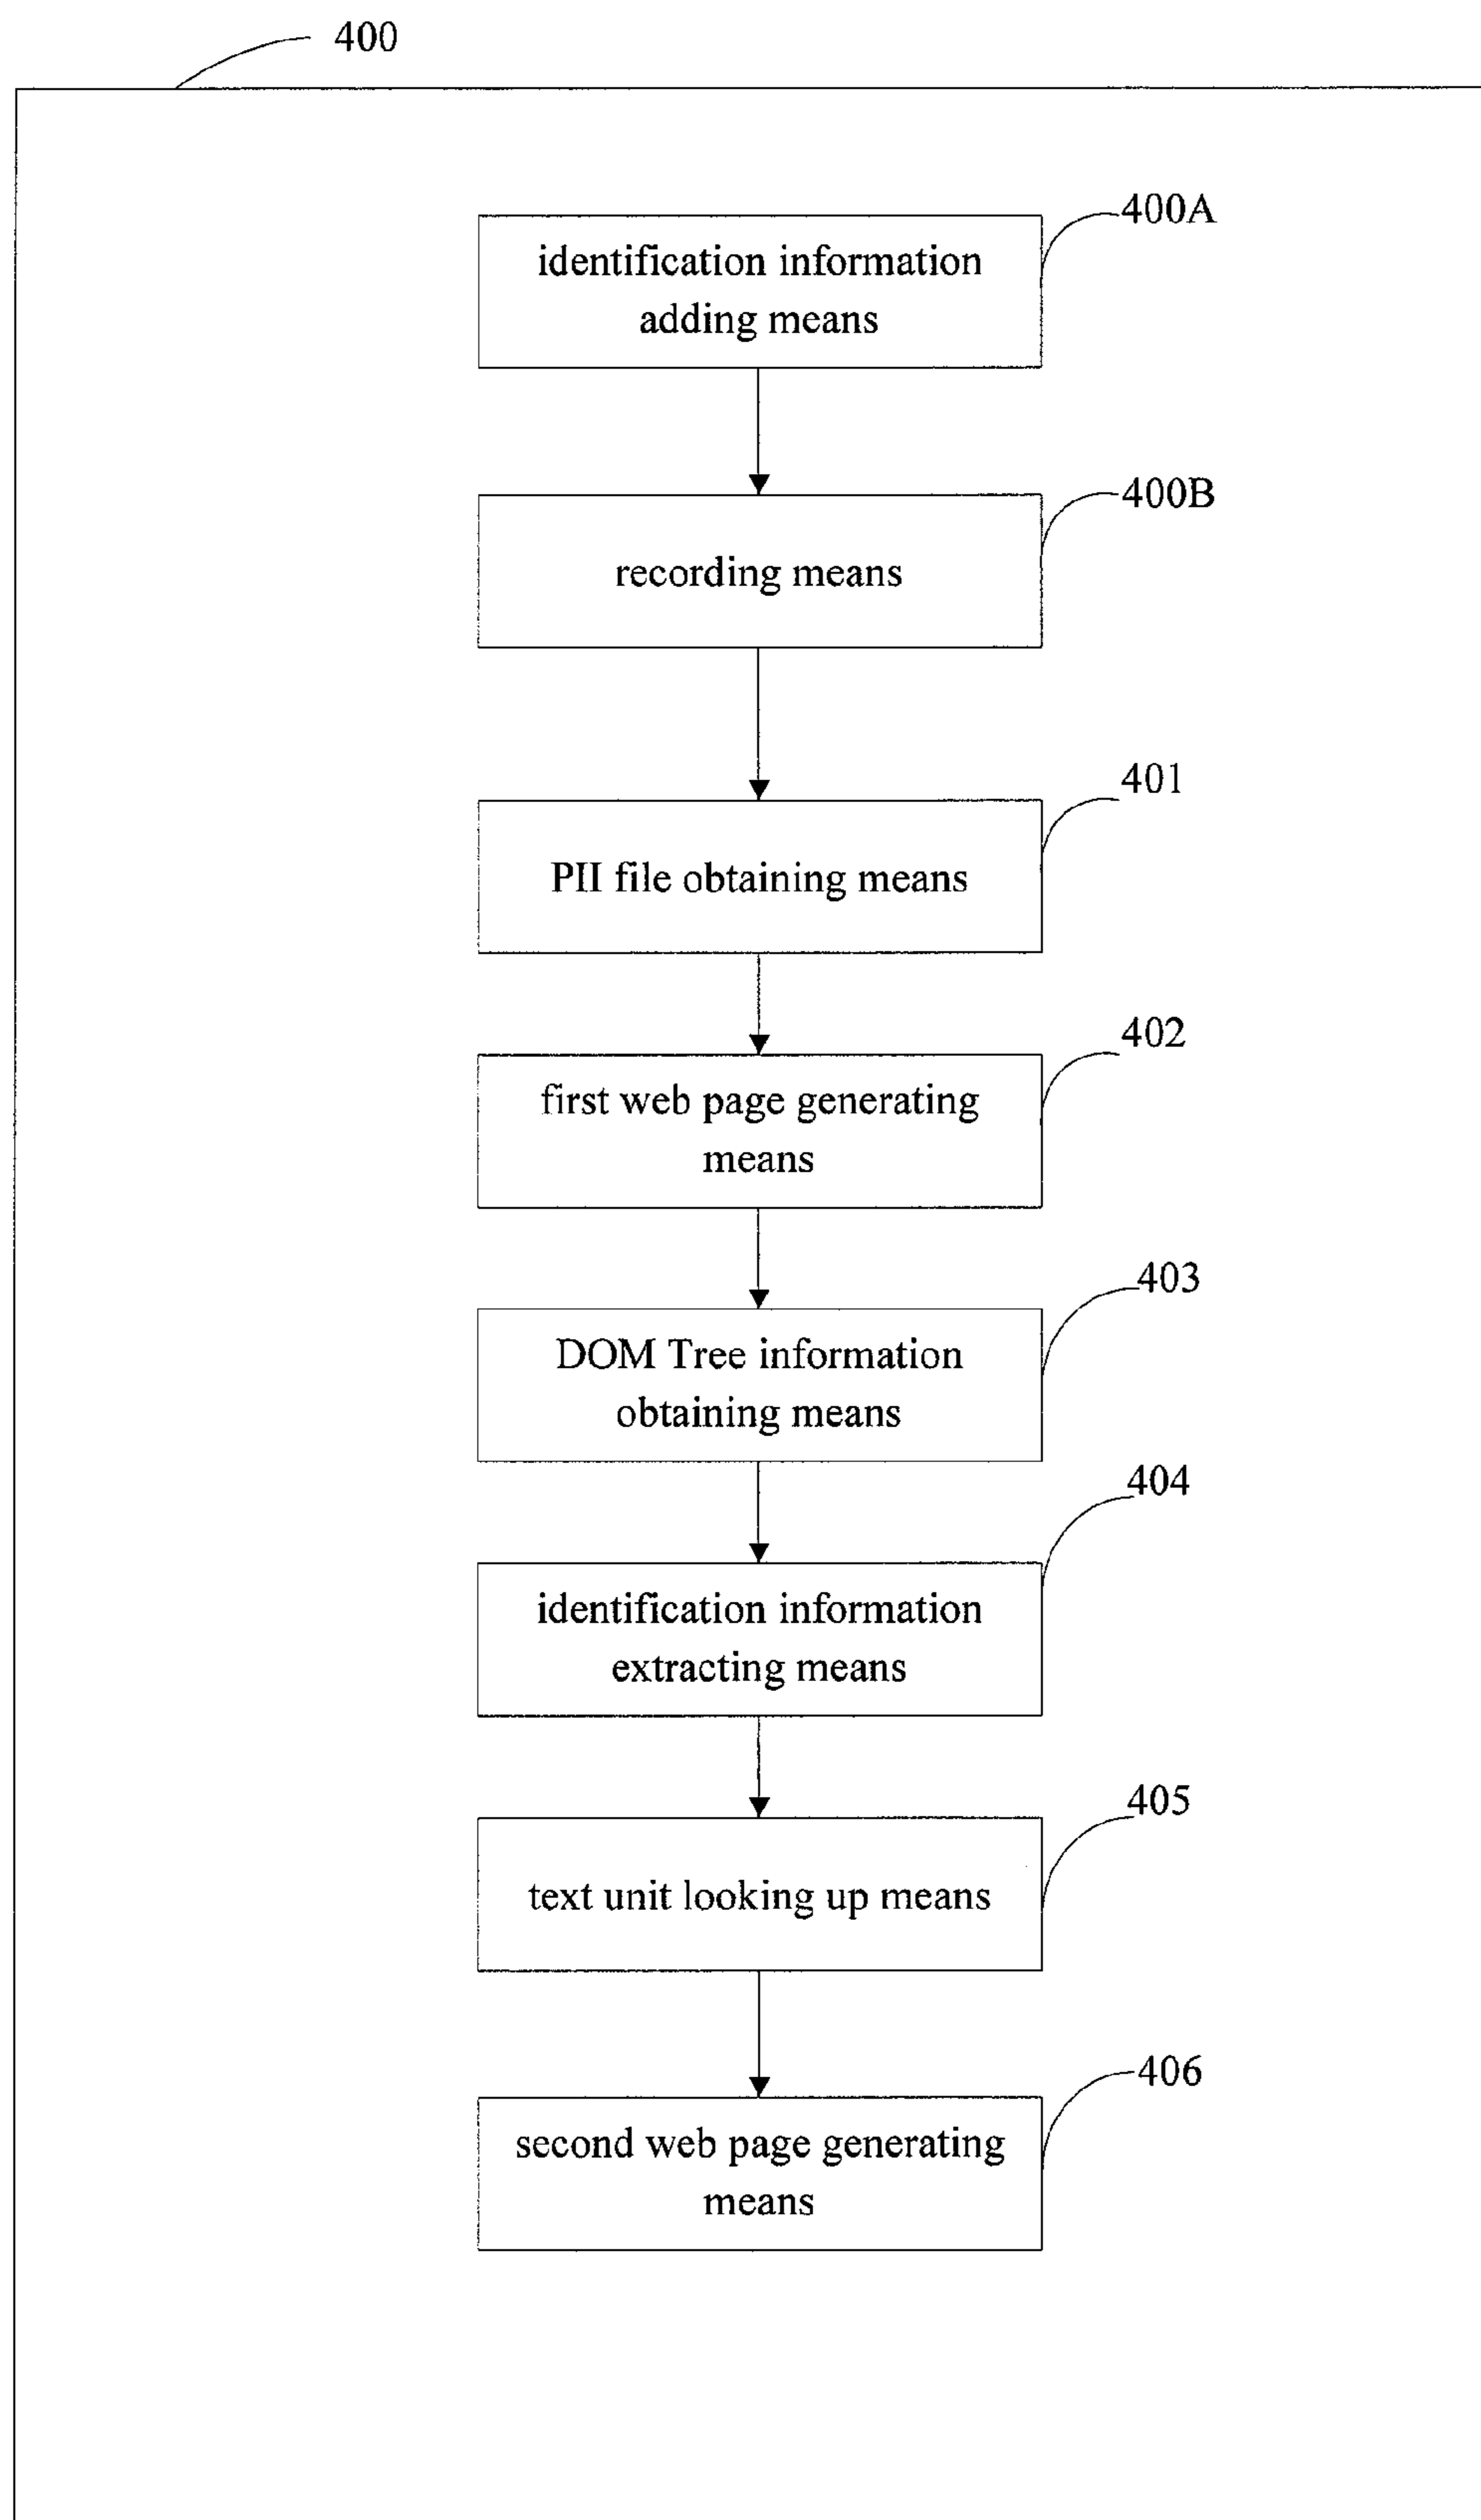 400
400A
identification information
adding means
400B
recording means
401
PII file obtaining means
402
first web page generating
means
403
DOM Tree information
obtaining means
404
identification information
extracting means
405
text unit looking up means
406
second web page generating
means